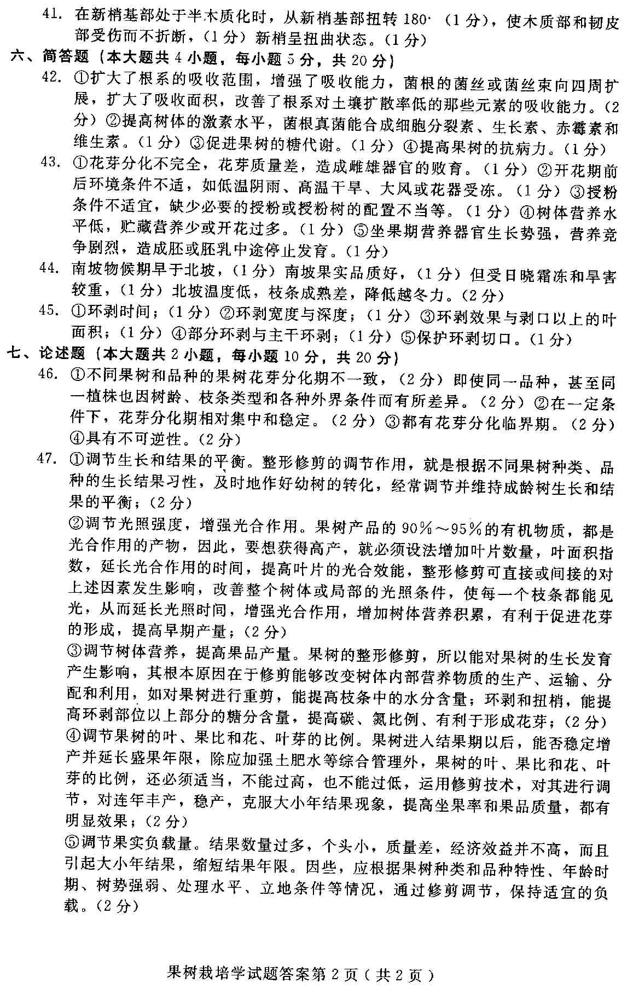 41. 在新梢基部处于半木质化时，从新梢基部扭转 180·（1 分），使木质部和韧皮
部受伤而不折断，（1 分）新梢呈扭曲状态。（1 分）
六、简答题（本大题共 4 小题，每小题 5 分，共 20 分）
42. ①扩大了根系的吸收范围，增强了吸收能力，菌根的菌丝或菌丝束向四周扩
展，扩大了吸收面积，改善了根系对土壤扩散率低的那些元素的吸收能力。（2
分）②提高树体的激素水平，菌根真菌能合成细胞分裂素、生长素、赤霉素和
维生素。（1 分）③促进果树的糖代谢。（1 分）④提高果树的抗病力。（1 分）
43. ①花芽分化不完全，花芽质量差，造成雌雄器官的败育。（1 分）②开花期前
后环境条件不适，如低温阴雨、高温干旱、大风或花器受冻。（1 分）③授粉
条件不适宜，缺少必要的授粉或授粉树的配置不当等。（1 分）④树体营养水
平低，贮藏营养少或开花过多。（1 分）⑤坐果期营养器官生长势强，营养竞
争剧烈，造成胚或胚乳中途停止发育。（1 分）
44. 南坡物候期早于北坡，（1 分）南坡果实品质好，（1 分）但受日晓霜冻和旱害
较重，（1 分）北坡温度低，枝条成熟差，降低越冬力。（2 分）
45. ①环剥时间；（1 分）②环剥宽度与深度；（1 分）③环剥效果与剥口以上的叶
面积；（1 分）④部分环剥与主干环剥；（1 分）⑤保护环剥切口。（1 分）
七、论述题（本大题共 2 小题，每小题 10 分，共 20 分）
46. ①不同果树和品种的果树花芽分化期不一致，（2 分）即使同一品种，甚至同
一植株也因树龄、枝条类型和各种外界条件而有所差异。（2 分）②在一定条
件下，花芽分化期相对集中和稳定。（2 分）③都有花芽分化临界期。（2 分）
④具有不可逆性。（2 分）
47. ①调节生长和结果的平衡。整形修剪的调节作用，就是根据不同果树种类、品
种的生长结果习性，及时地作好幼树的转化，经常调节并维持成龄树生长和结
果的平衡；（2 分）
②调节光照强度，增强光合作用。果树产品的 90％～95％的有机物质，都是
光合作用的产物，因此，要想获得高产，就必须设法增加叶片数量，叶面积指
数，延长光合作用的时间，提高叶片的光合效能，整形修剪可直接或间接的对
上述因素发生影响，改善整个树体或局部的光照条件，使每一个枝条都能见
光，从而延长光照时间，增强光合作用，增加树体营养积累，有利于促进花芽
的形成，提高早期产量；（2 分）
③调节树体营养，提高果品产量。果树的整形修剪，所以能对果树的生长发育
产生影响，其根本原因在于修剪能够改变树体内部营养物质的生产、运输、分
配和利用，如对果树进行重剪，能提高枝条中的水分含量；环剥和扭梢，能提
高环剥部位以上部分的糖分含量，提高碳、氮比例、有利于形成花芽；（2 分）
④调节果树的叶、果比和花、叶芽的比例。果树进入结果期以后，能否稳定增
产并延长盛果年限，除应加强土肥水等综合管理外，果树的叶、果比和花、叶
芽的比例，还必须适当，不能过高，也不能过低，运用修剪技术，对其进行调
节，对连年丰产，稳产，克服大小年结果现象，提高坐果率和果品质量，都有
明显效果；（2 分）
⑤调节果实负载量。结果数量过多，个头小，质量差，经济效益并不高，而且
引起大小年结果，缩短结果年限。因些，应根据果树种类和品种特性、年龄时
期、树势强弱、处理水平、立地条件等情况，通过修剪调节，保持适宜的负
载。（2 分）
果树栽培学试题答案第 2 页（共 2 页）